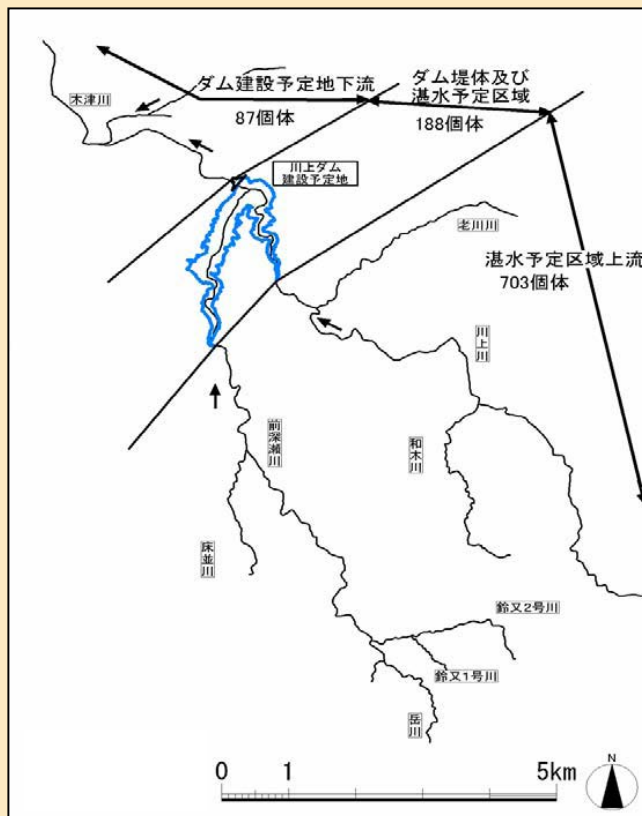 木津川
ダム建設予定地下流
87個体
ダム堤体及び
湛水予定区域
188個体
川上ダム
建設予定地
老川川
湛水予定区域上流
703個体
川上川
前深瀬川
和木川
床並川
鈴又2号川
鈴又1号川
岳川
0 1 5km
N